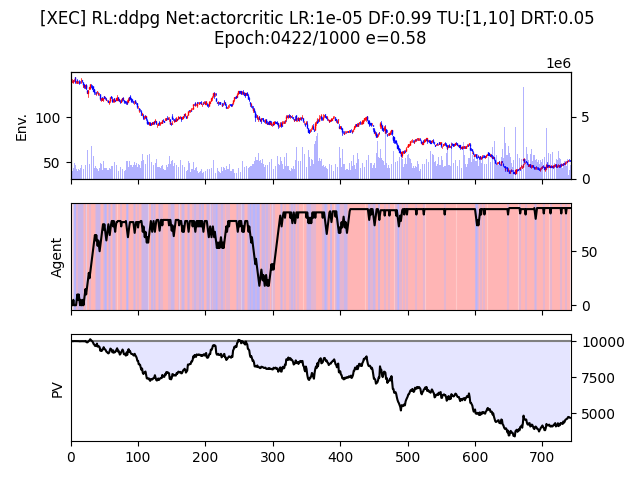 [XEC] RL:ddpg Net:actorcritic LR:1e-05 DF:0.99 TU:[1,10] DRT:0.05
Epoch:0422/1000 e=0.58
1e6
Env.
100
50
5
0
Agent
50
0
PV
10000
7500
5000
0 100 200 300 400 500 600 700